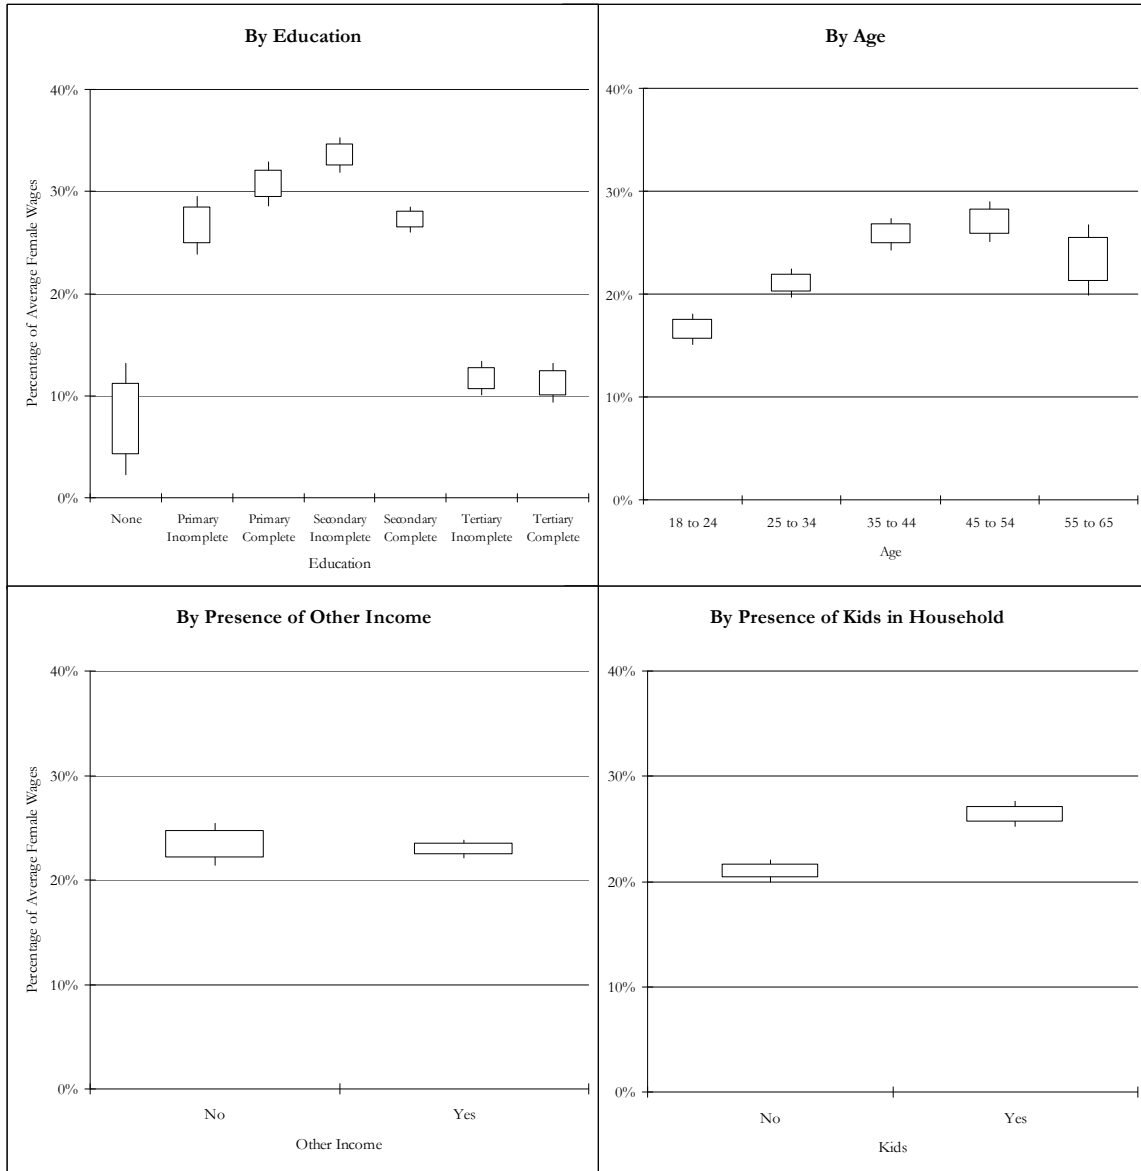 By Education
Percentage of Average Female Wages
40%
30%
20%
10%
0%
None
Primary Incomplete
Primary Complete
Secondary Incomplete
Secondary Complete
Tertiary Incomplete
Tertiary Complete
Education
By Age
40%
30%
20%
10%
0%
18 to 24
25 to 34
35 to 44
45 to 54
55 to 65
Age
By Presence of Other Income
Percentage of Average Female Wages
40%
30%
20%
10%
0%
No
Yes
Other Income
By Presence of Kids in Household
40%
30%
20%
10%
0%
No
Yes
Kids